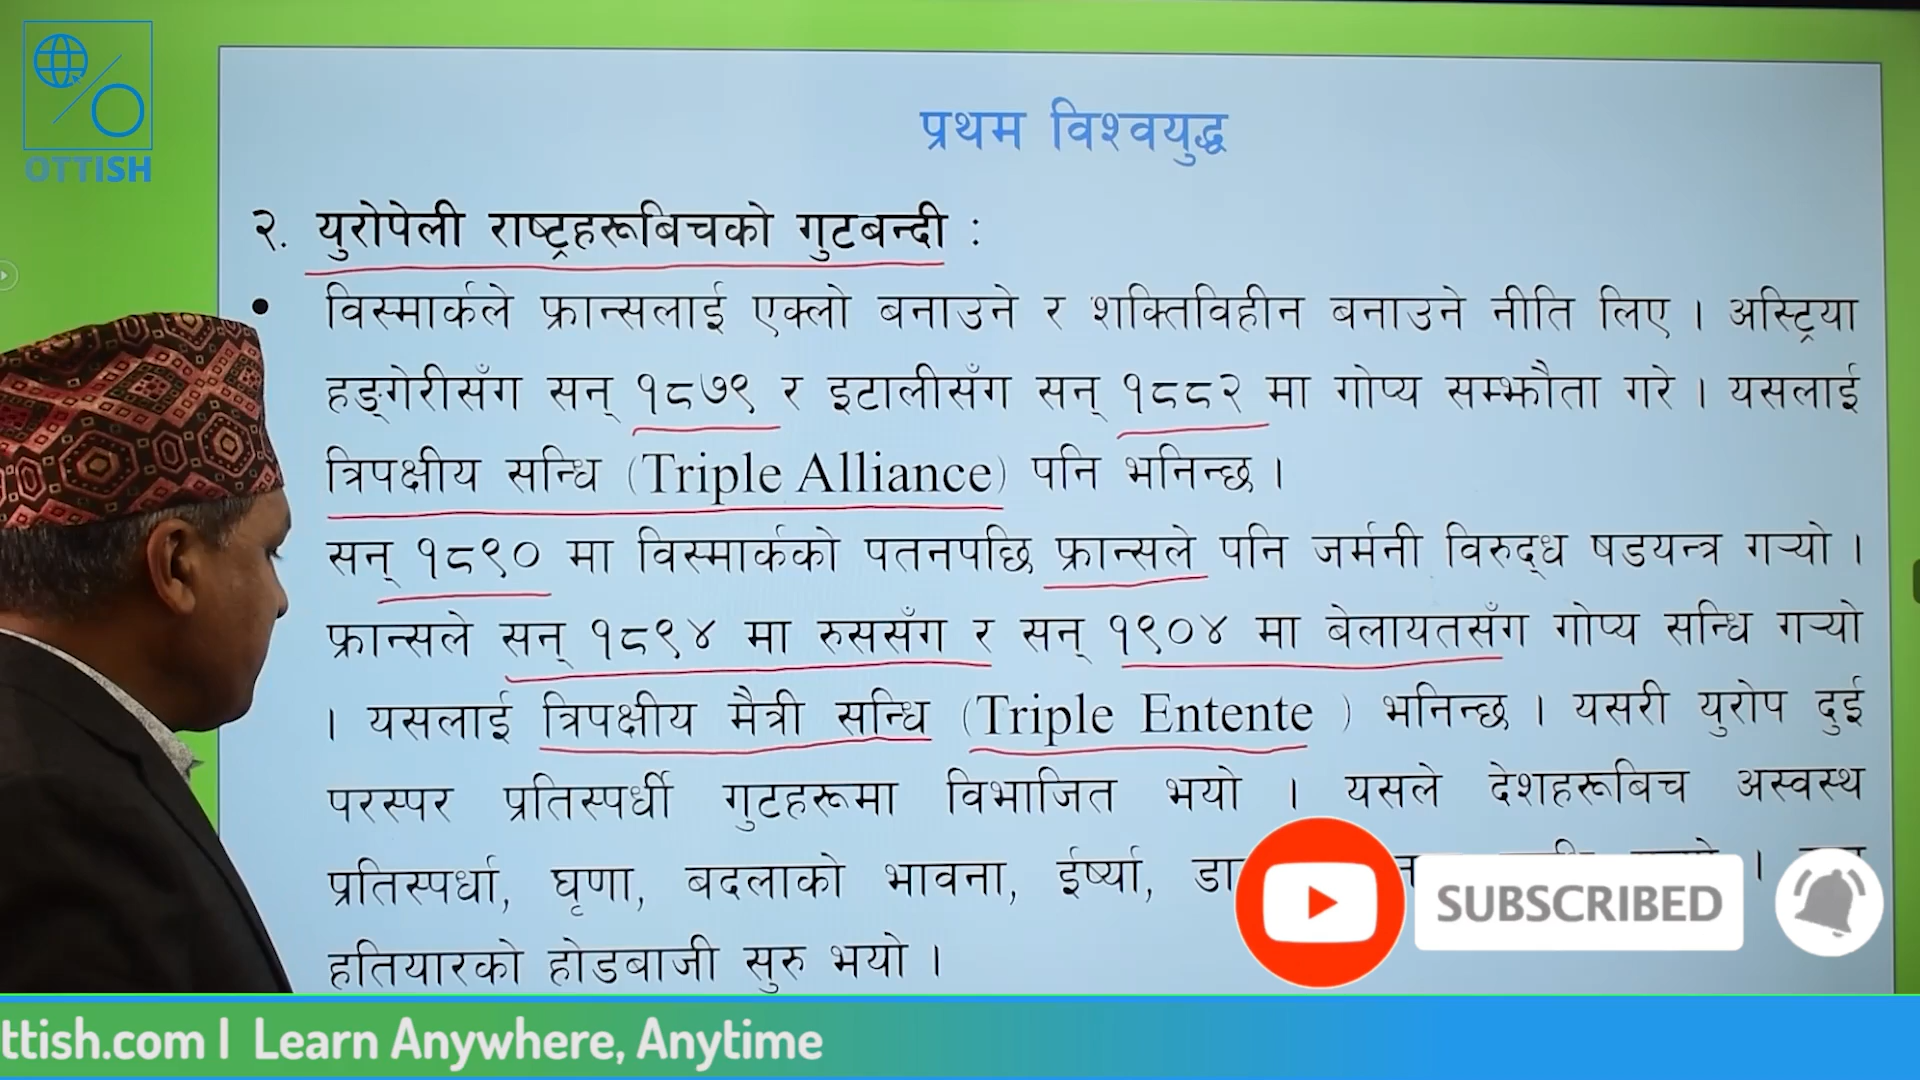 OTTISH
प्रथम विश्वयुद्ध
२. युरोपेली राष्ट्रहरूबिचको गुटबन्दी :
• विस्मार्कले फ्रान्सलाई एक्लो बनाउने र शक्तिविहीन बनाउने नीति लिए । अस्ट्रिया
हङ्गेरीसँग सन् १८७९ र इटालीसँग सन् १८८२ मा गोप्य सम्झौता गरे । यसलाई
त्रिपक्षीय सन्धि (Triple Alliance) पनि भनिन्छ ।
सन् १८९० मा विस्मार्कको पतनपछि फ्रान्सले पनि जर्मनी विरुद्ध षडयन्त्र गर्‍यो ।
फ्रान्सले सन् १८९४ मा रुससँग र सन् १९०४ मा बेलायतसँग गोप्य सन्धि गर्‍यो
। यसलाई त्रिपक्षीय मैत्री सन्धि (Triple Entente ) भनिन्छ । यसरी युरोप दुई
परस्पर प्रतिस्पर्धी गुटहरूमा विभाजित भयो । यसले देशहरूबिच अस्वस्थ
प्रतिस्पर्धा, घृणा, बदलाको भावना, ईर्ष्या, ।
हतियारको होडबाजी सुरु भयो ।
SUBSCRIBED
ttish.com | Learn Anywhere, Anytime